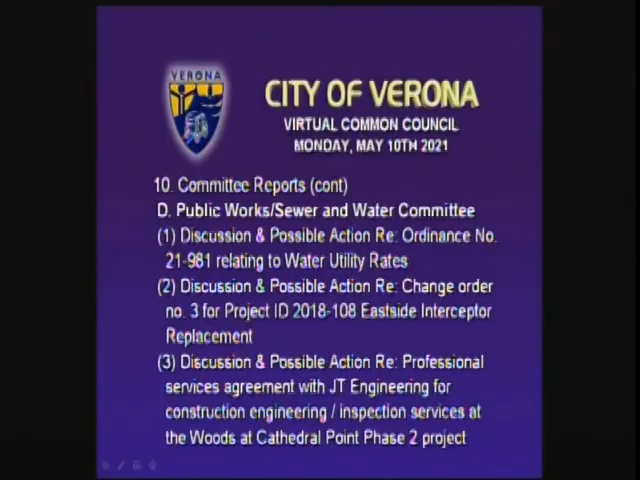 VERONA
CITY OF VERONA
VIRTUAL COMMON COUNCIL
MONDAY, MAY 10TH 2021
10. Committee Reports (cont)
D. Public Works/Sewer and Water Committee
(1) Discussion & Possible Action Re: Ordinance No.
21-981 relating to Water Utility Rates
(2) Discussion & Possible Action Re: Change order
no. 3 for Project ID 2018-108 Eastside Interceptor
Replacement
(3) Discussion & Possible Action Re: Professional
services agreement with JT Engineering for
construction engineering / inspection services at
the Woods at Cathedral Point Phase 2 project